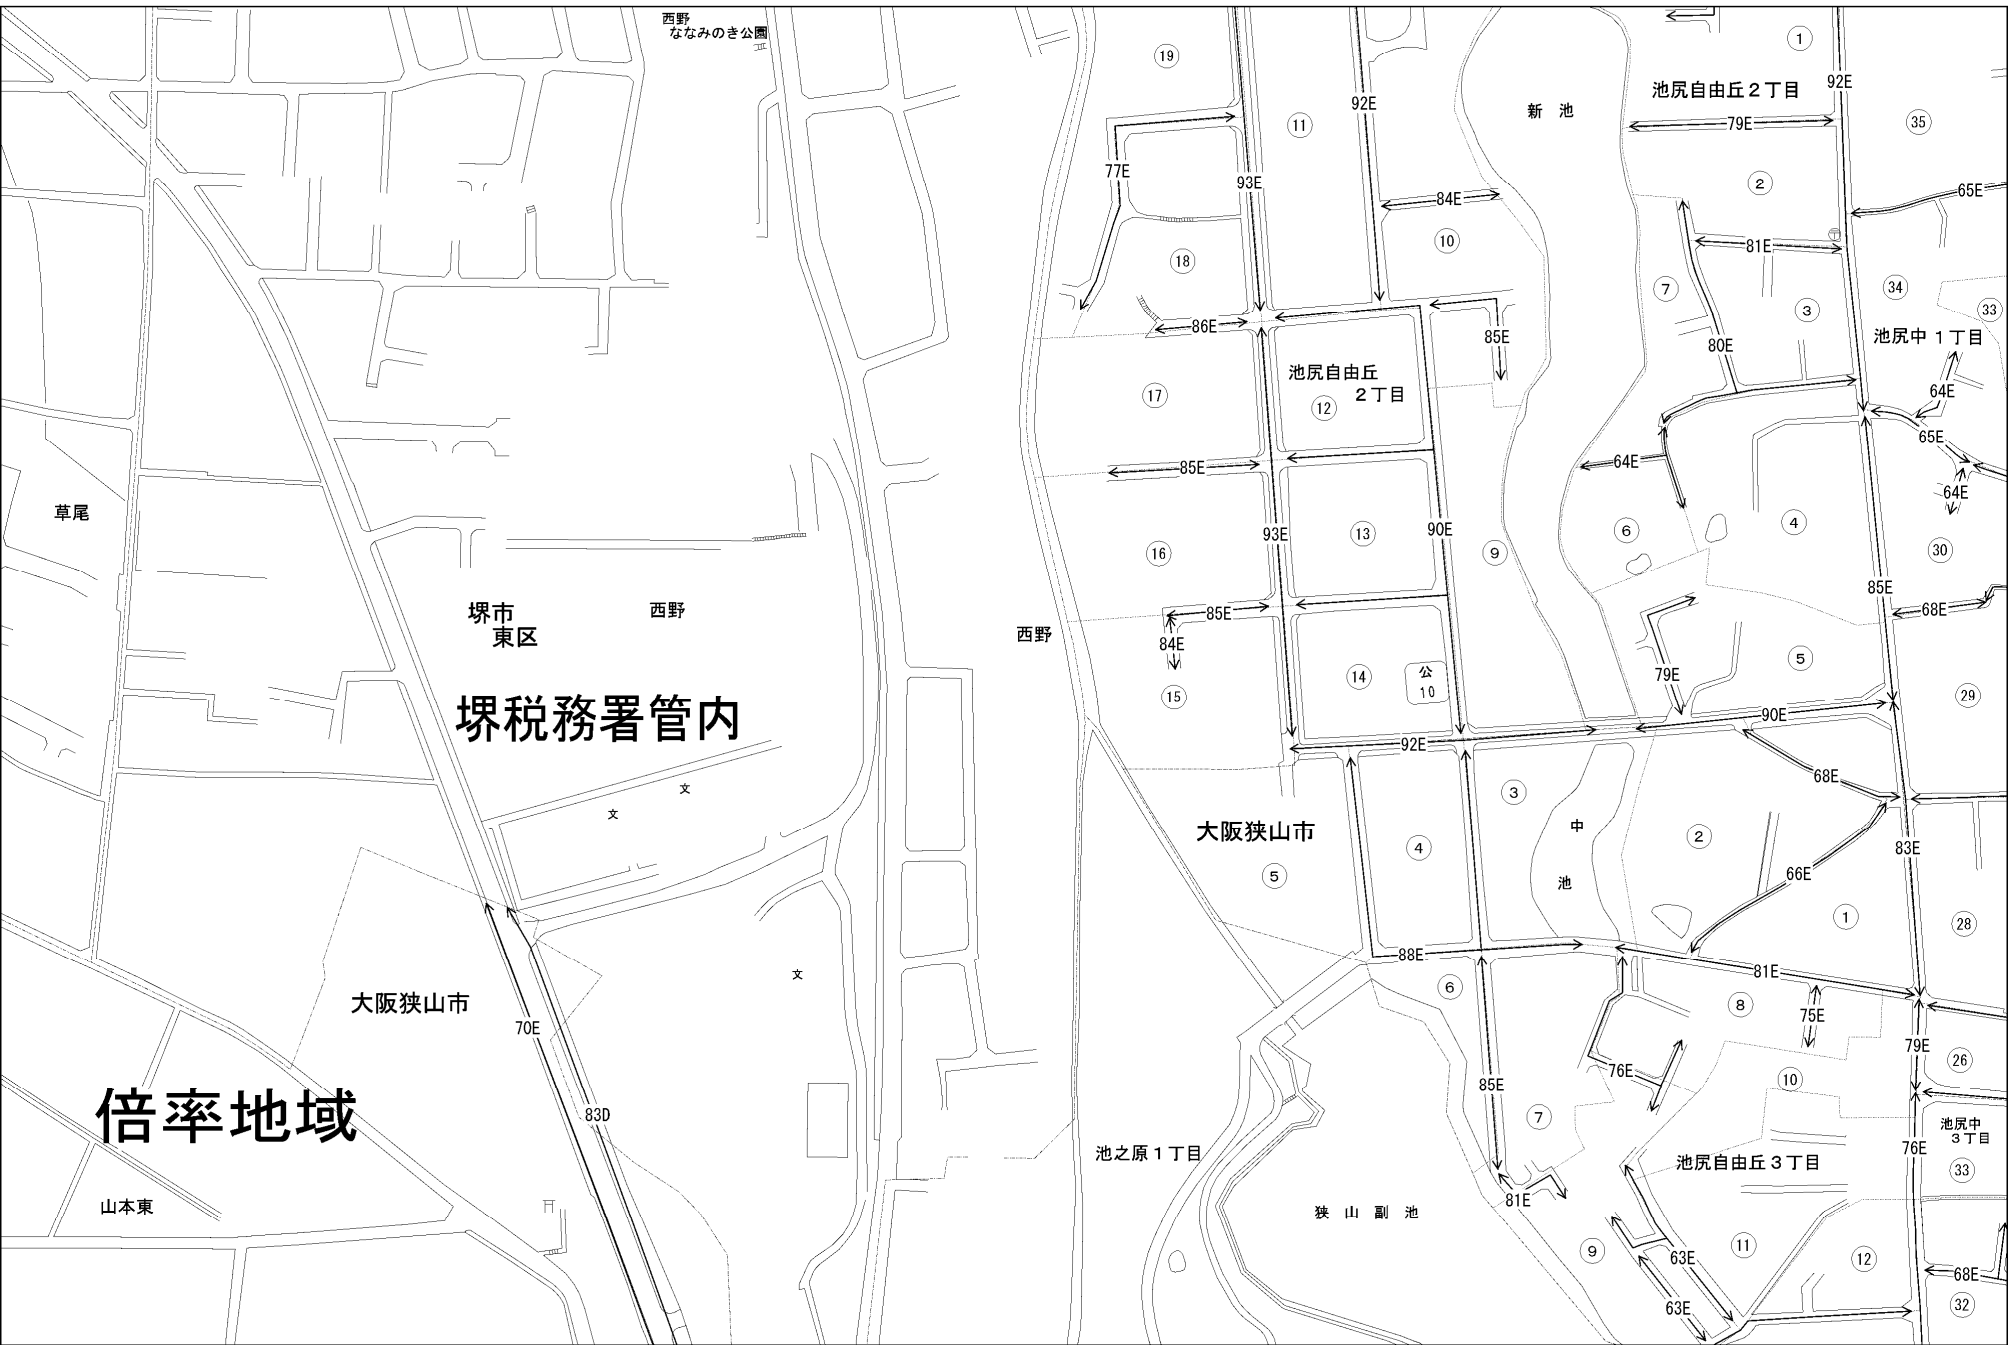 西野
ななみのき公園
19
11
92E
新 池
1
池尻自由丘２丁目
92E
79E
35
77E
93E
84E
2
65E
10
81E
18
7
34
33
3
86E
85E
80E
池尻中 １丁目
池尻自由丘
２丁目
17
12
64E
65E
85E
64E
64E
草尾
93E
13
90E
9
6
4
30
16
85E
堺市
東区
西野
西野
85E
68E
84E
79E
5
15
14
公
10
29
堺税務署管内
92E
90E
68E
文
文
3
中
池
大阪狭山市
5
4
2
83E
66E
1
28
88E
文
81E
大阪狭山市
6
8
75E
70E
79E
26
76E
85E
10
倍率地域
83D
7
池尻中
３丁目
76E
池之原１丁目
池尻自由丘３丁目
33
山本東
81E
狭 山 副 池
9
11
12
63E
68E
63E
32